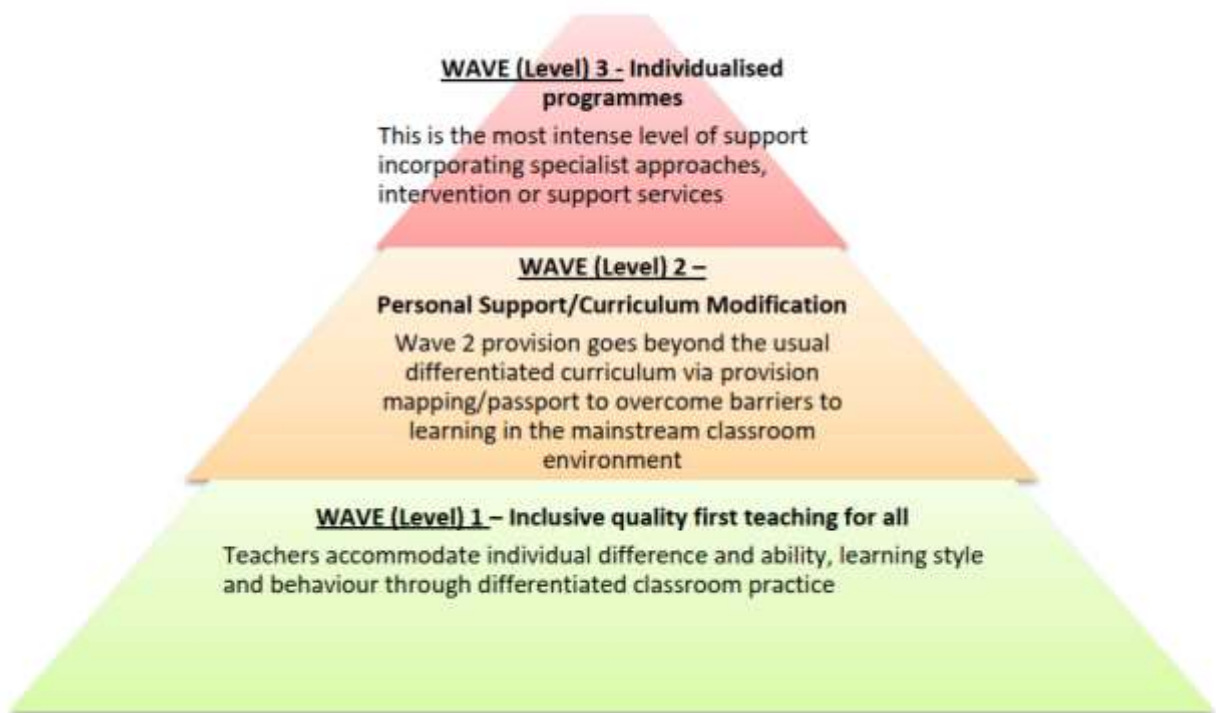 WAVE (Level) 3 - Individualised
programmes
This is the most intense level of support
incorporating specialist approaches,
intervention or support services
WAVE (Level) 2 –
Personal Support/Curriculum Modification
Wave 2 provision goes beyond the usual
differentiated curriculum via provision
mapping/passport to overcome barriers to
learning in the mainstream classroom
environment
WAVE (Level) 1 – Inclusive quality first teaching for all
Teachers accommodate individual difference and ability, learning style
and behaviour through differentiated classroom practice